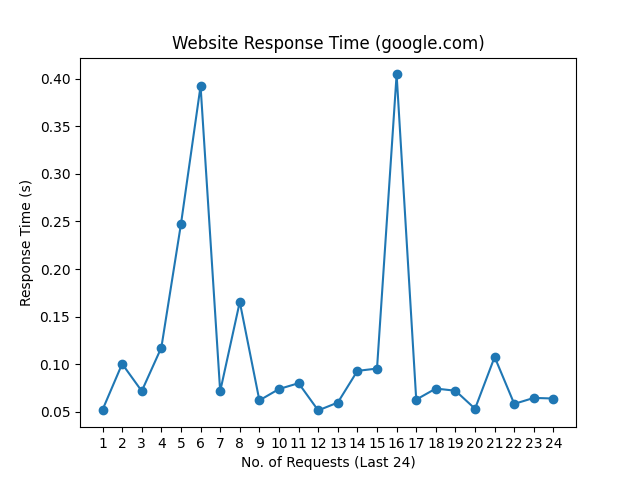 Website Response Time (google.com)
0.40
0.35
0.30
0.25
0.20
0.15
0.10
0.05
Response Time (s)
1 2 3 4 5 6 7 8 9 10 11 12 13 14 15 16 17 18 19 20 21 22 23 24
No. of Requests (Last 24)